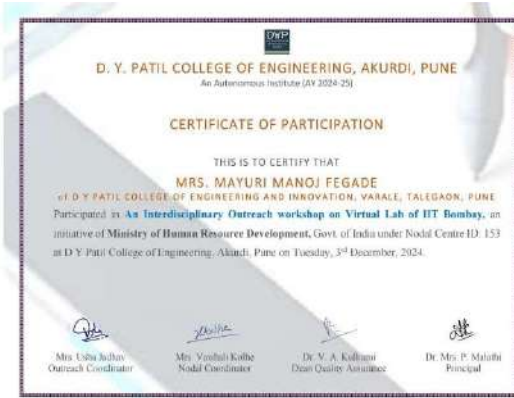 DYP
D. Y. PATIL COLLEGE OF ENGINEERING, AKURDI, PUNE
An Autonomous Institute (AY 2024-25)
CERTIFICATE OF PARTICIPATION
THIS IS TO CERTIFY THAT
MRS. MAYURI MANOJ FEGADE
of D Y PATIL COLLEGE OF ENGINEERING AND INNOVATION, VARALE, TALEGAON, PUNE
Participated in An Interdisciplinary Outreach workshop on Virtual Lab of IIT Bombay, an
initiative of Ministry of Human Resource Development, Govt. of India under Nodal Centre ID: 153
at D Y Patil College of Engineering, Akurdi, Pune on Tuesday, 3rd December, 2024.
Mrs. Usha Jadhav Mrs. Vaishali Kolhe Dr. V. A. Kulkarni Dr. Mrs. P. Malathi
Outreach Coordinator Nodal Coordinator Dean Quality Assurance Principal